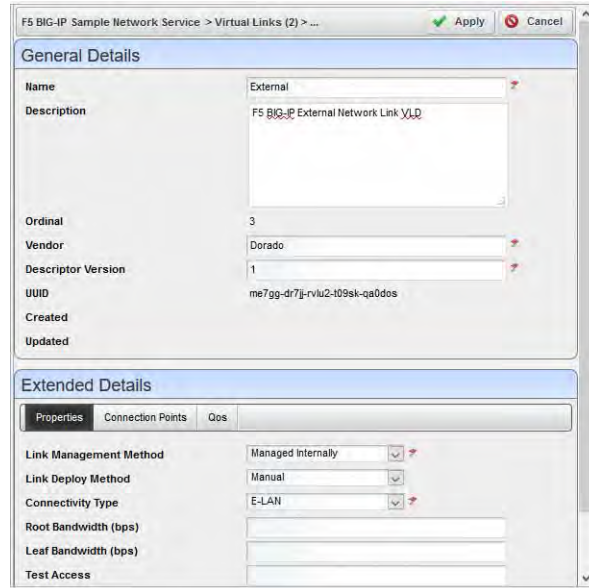 F5 BIG-IP Sample Network Service > Virtual Links (2) > ...
Apply
Cancel
General Details
Name External
Description F5 BIG-IP External Network Link VLD
Ordinal 3
Vendor Dorado
Descriptor Version 1
UUID me7gg-dr7jj-rvlu2-t09sk-qa0dos
Created
Updated
Extended Details
Properties Connection Points Qos
Link Management Method Managed Internally
Link Deploy Method Manual
Connectivity Type E-LAN
Root Bandwidth (bps)
Leaf Bandwidth (bps)
Test Access